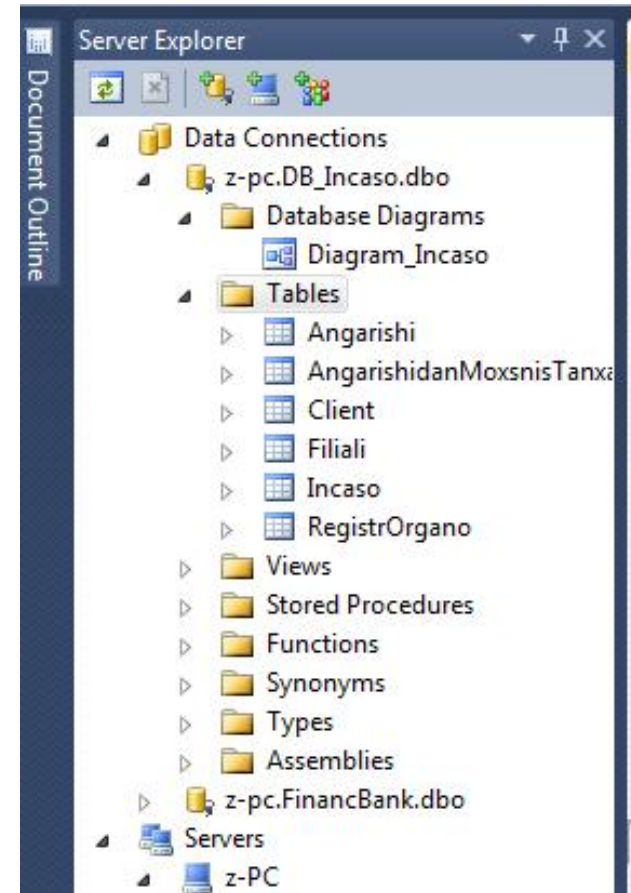 Document Outline
Server Explorer
Data Connections
z-pc.DB_Incaso.dbo
Database Diagrams
Diagram_Incaso
Tables
Angarishi
AngarishidanMoxsnisTanxa
Client
Filiali
Incaso
RegistrOrgano
Views
Stored Procedures
Functions
Synonyms
Types
Assemblies
z-pc.FinancBank.dbo
Servers
z-PC